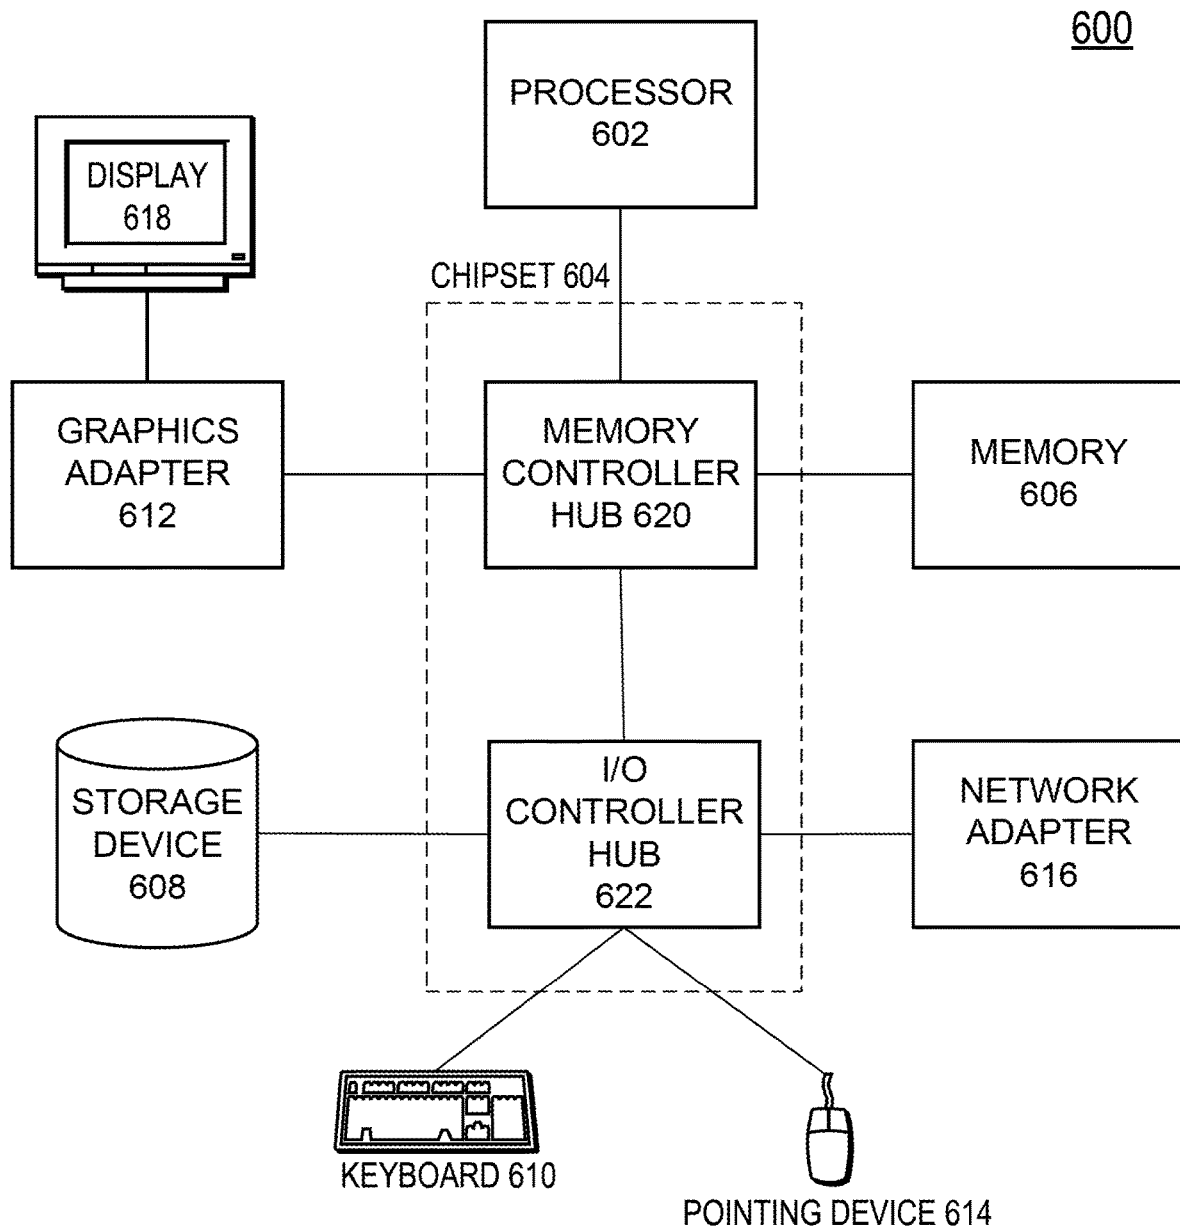 600
PROCESSOR
602
DISPLAY
618
CHIPSET 604
GRAPHICS
ADAPTER
612
MEMORY
CONTROLLER
HUB 620
MEMORY
606
STORAGE
DEVICE
608
I/O
CONTROLLER
HUB
622
NETWORK
ADAPTER
616
KEYBOARD 610
POINTING DEVICE 614